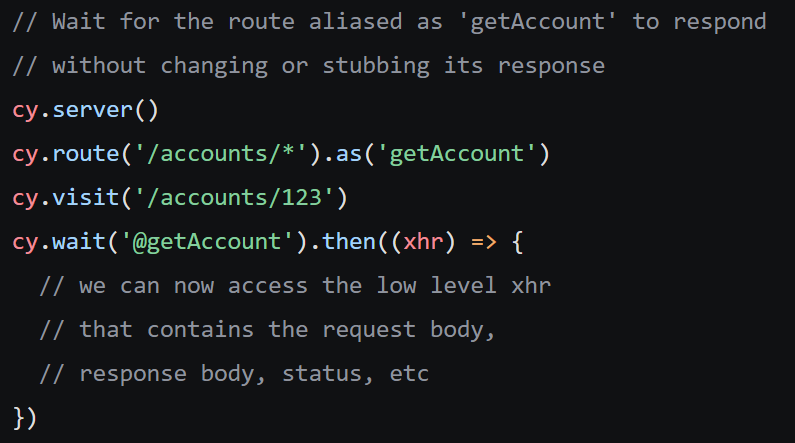 // Wait for the route aliased as 'getAccount' to respond
// without changing or stubbing its response
cy.server()
cy.route('/accounts/*').as('getAccount')
cy.visit('/accounts/123')
cy.wait('@getAccount').then((xhr) => {
  // we can now access the low level xhr
  // that contains the request body,
  // response body, status, etc
})